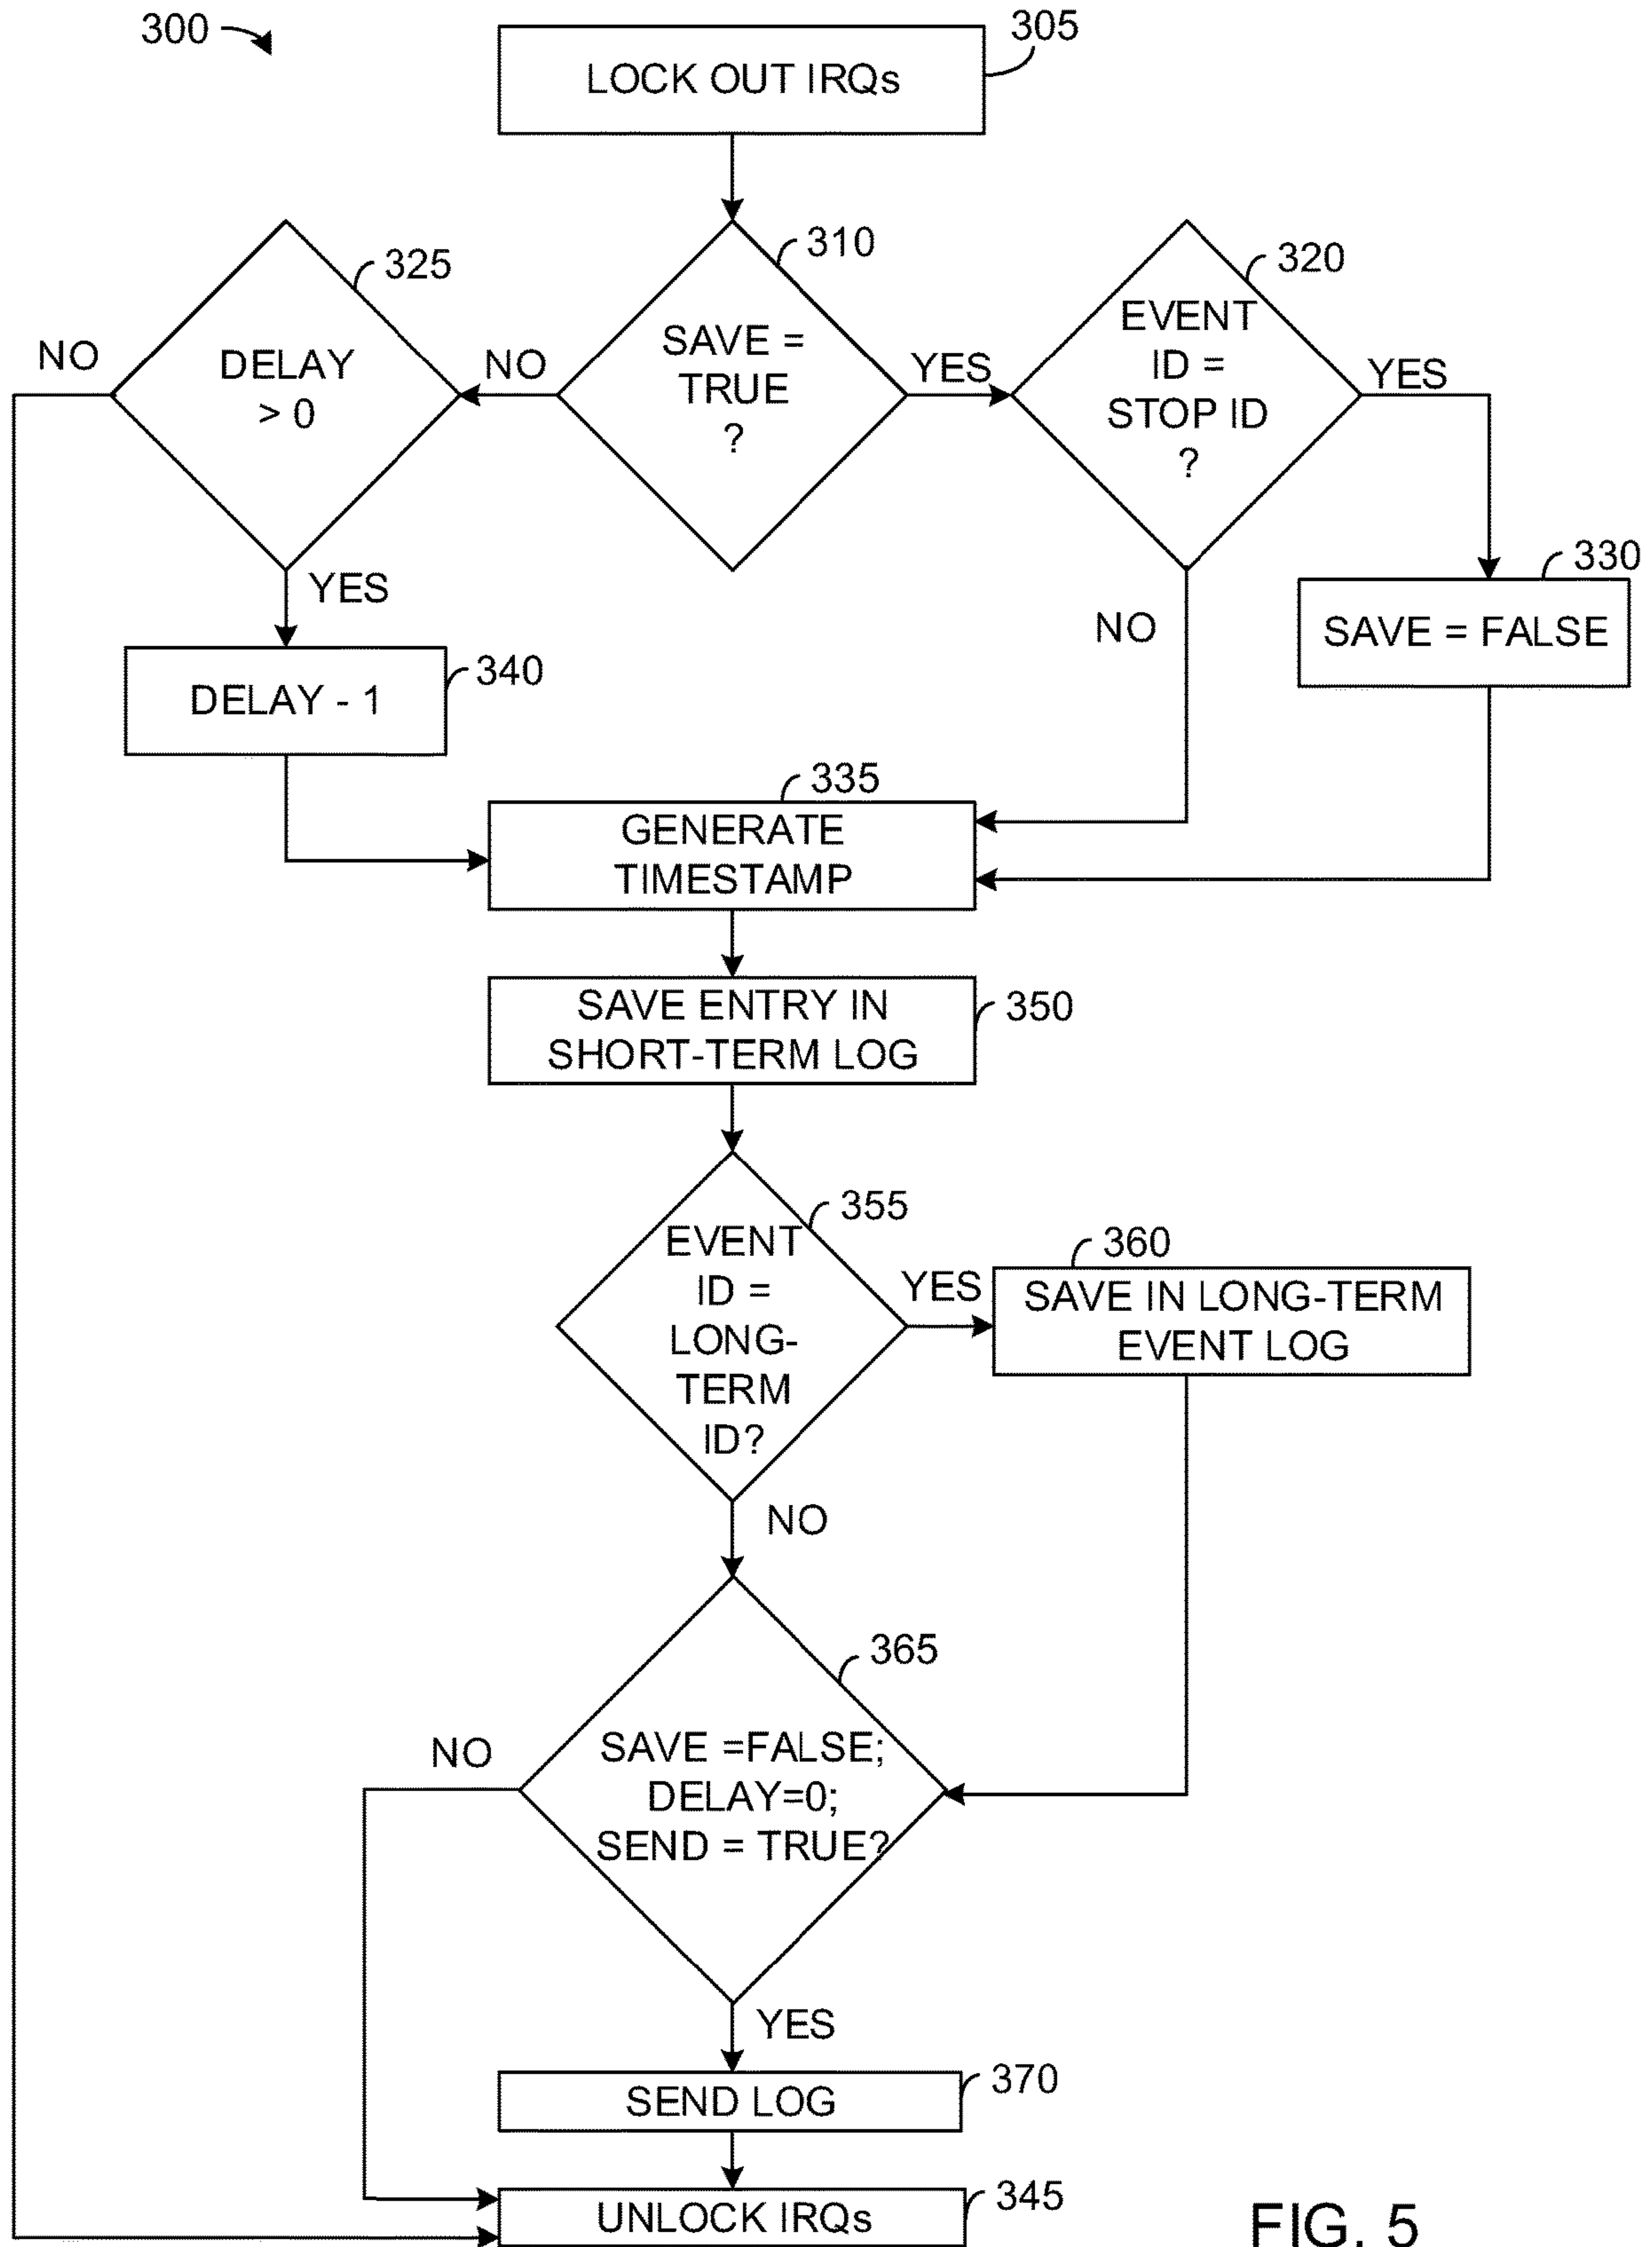 300
LOCK OUT IRQs
305
325
DELAY
> 0
NO
NO
310
SAVE =
TRUE
?
YES
320
EVENT
ID =
STOP ID
?
YES
YES
NO
330
SAVE = FALSE
340
DELAY - 1
335
GENERATE
TIMESTAMP
350
SAVE ENTRY IN
SHORT-TERM LOG
355
EVENT
ID =
LONG-
TERM
ID?
YES
360
SAVE IN LONG-TERM
EVENT LOG
NO
365
SAVE =FALSE;
DELAY=0;
SEND = TRUE?
NO
YES
370
SEND LOG
345
UNLOCK IRQs
FIG. 5